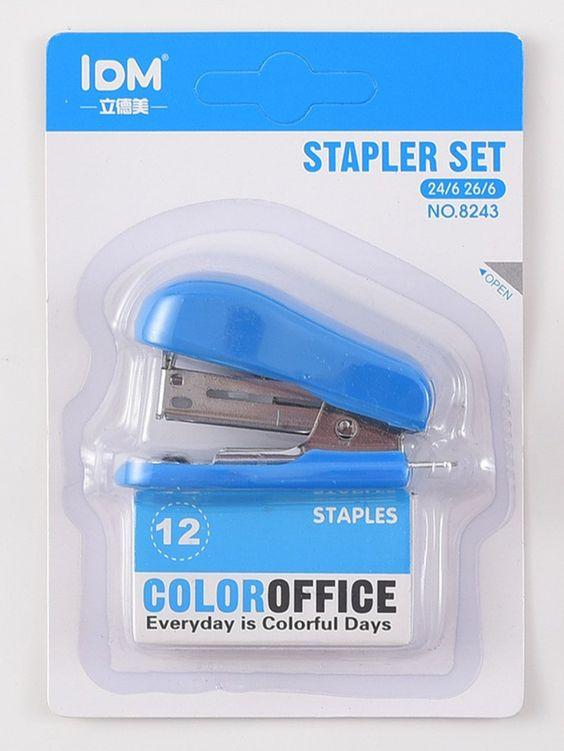 IDM®
立德美
STAPLER SET
24/6 26/6
NO.8243
OPEN
STAPLES
12
COLOROFFICE
Everyday is Colorful Days